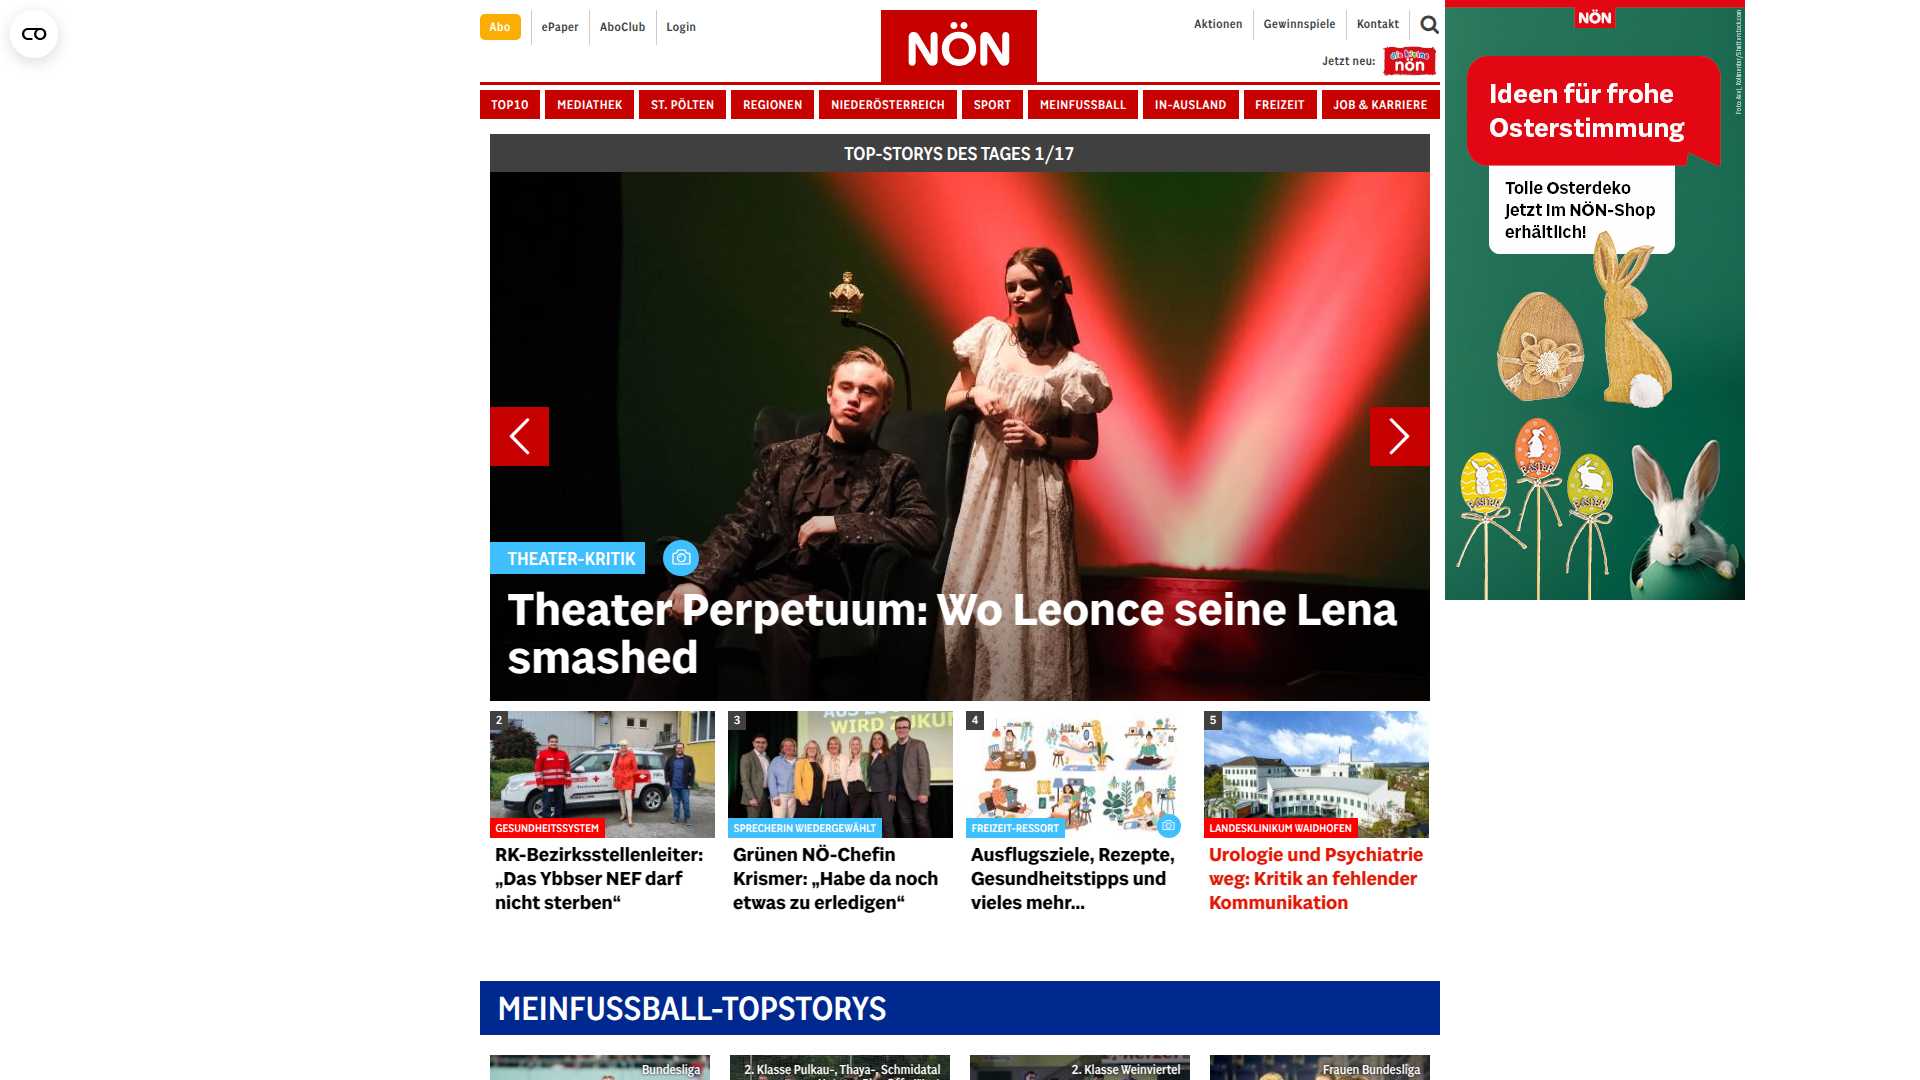 Abo
ePaper
AboClub
Login
NÖN
Aktionen
Gewinnspiele
Kontakt
Jetzt neu:
die kleine
nön
TOP10
MEDIATHEK
ST. PÖLTEN
REGIONEN
NIEDERÖSTERREICH
SPORT
MEINFUSSBALL
IN-AUSLAND
FREIZEIT
JOB & KARRIERE
TOP-STORYS DES TAGES 1/17
THEATER-KRITIK
Theater Perpetuum: Wo Leonce seine Lena
smashed
2
GESUNDHEITSSYSTEM
RK-Bezirksstellenleiter:
„Das Ybbser NEF darf
nicht sterben“
3
WIRD ZUKU
SPRECHERIN WIEDERGEWÄHLT
Grünen NÖ-Chefin
Krismer: „Habe da noch
etwas zu erledigen“
4
FREIZEIT-RESSORT
Ausflugsziele, Rezepte,
Gesundheitstipps und
vieles mehr...
5
LANDESKLINIKUM WAIDHOFEN
Urologie und Psychiatrie
weg: Kritik an fehlender
Kommunikation
MEINFUSSBALL-TOPSTORYS
Bundesliga
2. Klasse Pulkau-, Thaya-, Schmidatal
2. Klasse Weinviertel
Frauen Bundesliga
NÖN
Ideen für frohe
Osterstimmung
Tolle Osterdeko
jetzt im NÖN-Shop
erhältlich!
EASTER
EASTER
EASTER